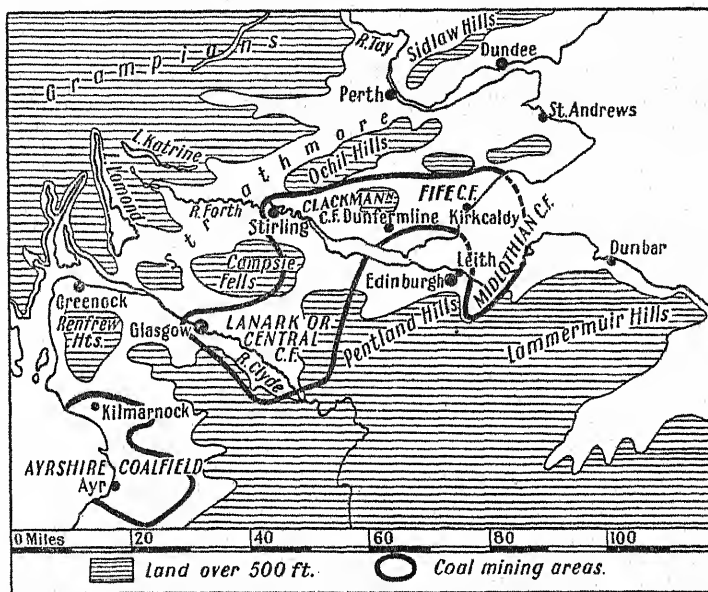 Grampians
R.Tay
Sidlaw Hills
Dundee
Perth
St. Andrews
L.Katrine
L.Lomond
Strathmore
Ochil Hills
R.Forth
Stirling
CLACKMANN
C.F.
Dunfermline
FIFE C.F.
Kirkcaldy
Campsie
Fells
Leith
Edinburgh
MIDLOTHIAN C.F.
Dunbar
Greenock
Renfrew
Hts.
Glasgow
LANARK OR
CENTRAL
C.F.
R.Clyde
Pentland Hills
Lammermuir Hills
Kilmarnock
AYRSHIRE COALFIELD
Ayr
0 Miles 20 40 60 80 100
Land over 500 ft. Coal mining areas.